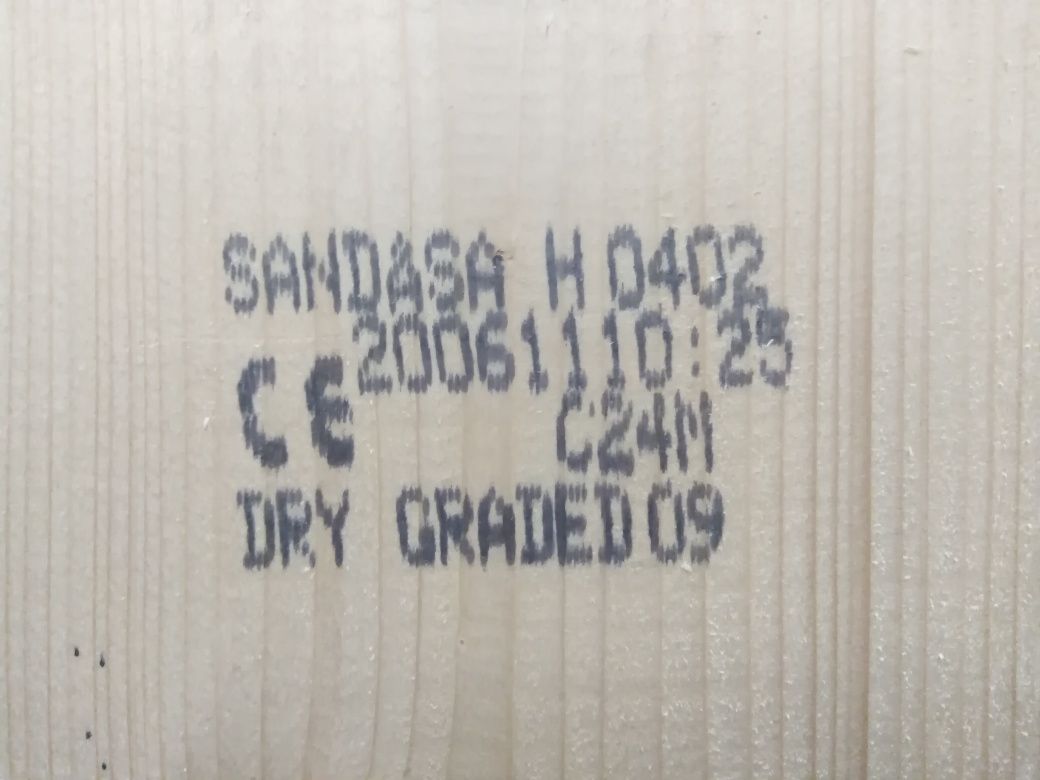 SANDASA H 0402
20061110:25
CE C24M
DRY GRADED 09